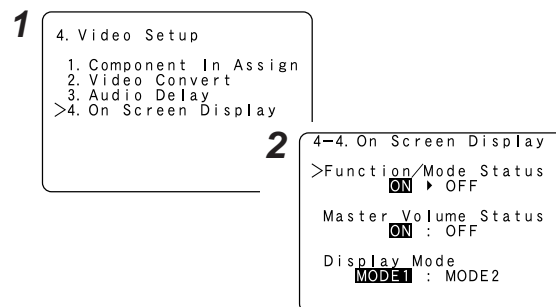 1
4. Video Setup
1. Component In Assign
2. Video Convert
3. Audio Delay
>4. On Screen Display
2
4-4. On Screen Display
>Function/Mode Status
ON ▸ OFF
Master Volume Status
ON : OFF
Display Mode
MODE1 : MODE2